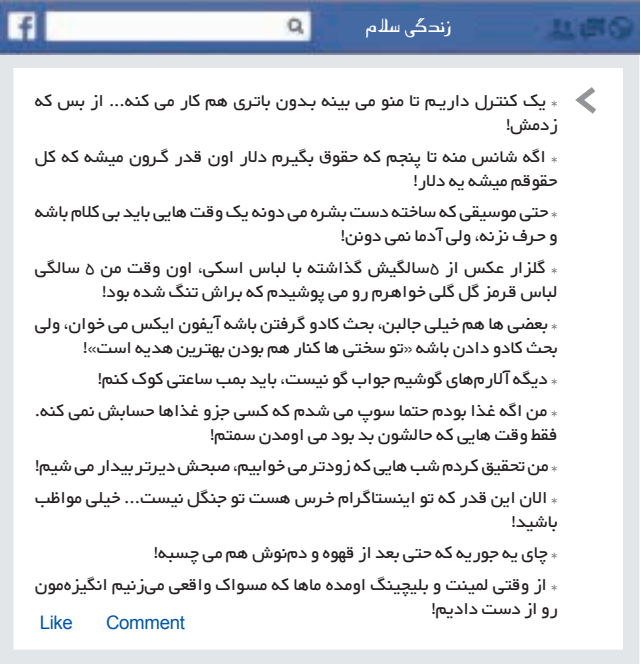 زندگی سلام
* یک کنترل داریم تا منو می بینه بدون باتری هم کار می کنه... از بس که
زدمش!
* اگه شانس منه تا پنجم که حقوق بگیرم دلار اون قدر گرون میشه که کل
حقوقم میشه یه دلار!
* حتی موسیقی که ساخته دست بشره می دونه یک وقت هایی باید بی کلام باشه
و حرف نزنه، ولی آدما نمی دونن!
* گلزار عکس از ۵سالگیش گذاشته با لباس اسکی، اون وقت من ۵ سالگی
لباس قرمز گل گلی خواهرم رو می پوشیدم که براش تنگ شده بود!
* بعضی ها هم خیلی جالبن، بحث کادو گرفتن باشه آیفون ایکس می خوان، ولی
بحث کادو دادن باشه «تو سختی ها کنار هم بودن بهترین هدیه است»!
* دیگه آلارم‌های گوشیم جواب گو نیست، باید بمب ساعتی کوک کنم!
* من اگه غذا بودم حتما سوپ می شدم که کسی جزو غذاها حسابش نمی کنه.
فقط وقت هایی که حالشون بد بود می اومدن سمتم!
* من تحقیق کردم شب هایی که زودتر می خوابیم، صبحش دیرتر بیدار می شیم!
* الان این قدر که تو اینستاگرام خرس هست تو جنگل نیست... خیلی مواظب
باشید!
* چای یه جوریه که حتی بعد از قهوه و دم‌نوش هم می چسبه!
* از وقتی لمینت و بلیچینگ اومده ماها که مسواک واقعی می‌زنیم انگیزه‌مون
رو از دست دادیم!
Like Comment